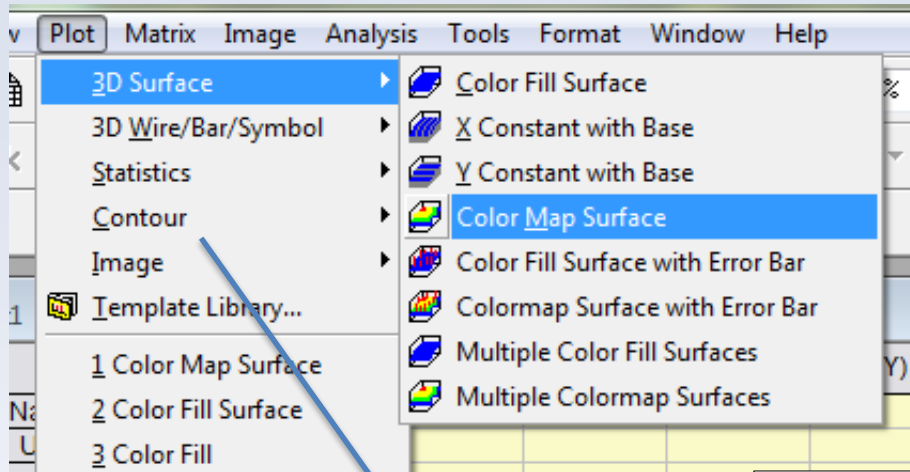 Plot Matrix Image Analysis Tools Format Window Help
3D Surface
3D Wire/Bar/Symbol
Statistics
Contour
Image
Template Library...
1 Color Map Surface
2 Color Fill Surface
3 Color Fill
Color Fill Surface
X Constant with Base
Y Constant with Base
Color Map Surface
Color Fill Surface with Error Bar
Colormap Surface with Error Bar
Multiple Color Fill Surfaces
Multiple Colormap Surfaces
%
1
Y)
Na
U